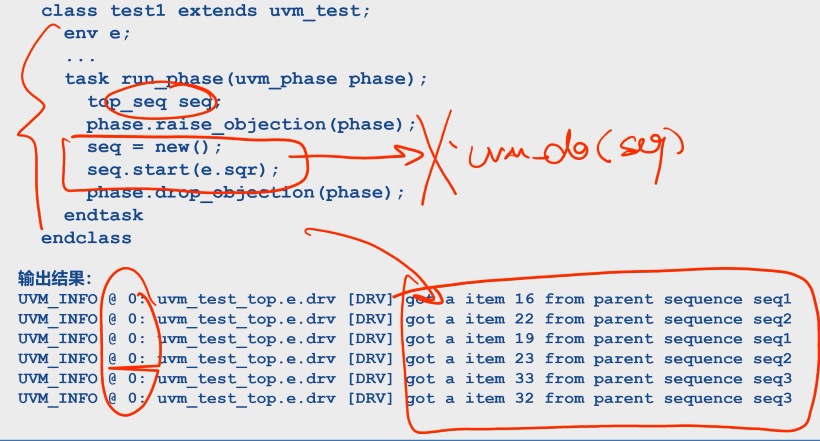 class test1 extends uvm_test;
env e;
...
task run_phase(uvm_phase phase);
top_seq seq;
phase.raise_objection(phase);
seq = new();
seq.start(e.sqr);
`uvm_do(seq)
phase.drop_objection(phase);
endtask
endclass
输出结果:
UVM_INFO @ 0: uvm_test_top.e.drv [DRV] got a item 16 from parent sequence seq1
UVM_INFO @ 0: uvm_test_top.e.drv [DRV] got a item 22 from parent sequence seq2
UVM_INFO @ 0: uvm_test_top.e.drv [DRV] got a item 19 from parent sequence seq1
UVM_INFO @ 0: uvm_test_top.e.drv [DRV] got a item 23 from parent sequence seq2
UVM_INFO @ 0: uvm_test_top.e.drv [DRV] got a item 33 from parent sequence seq3
UVM_INFO @ 0: uvm_test_top.e.drv [DRV] got a item 32 from parent sequence seq3